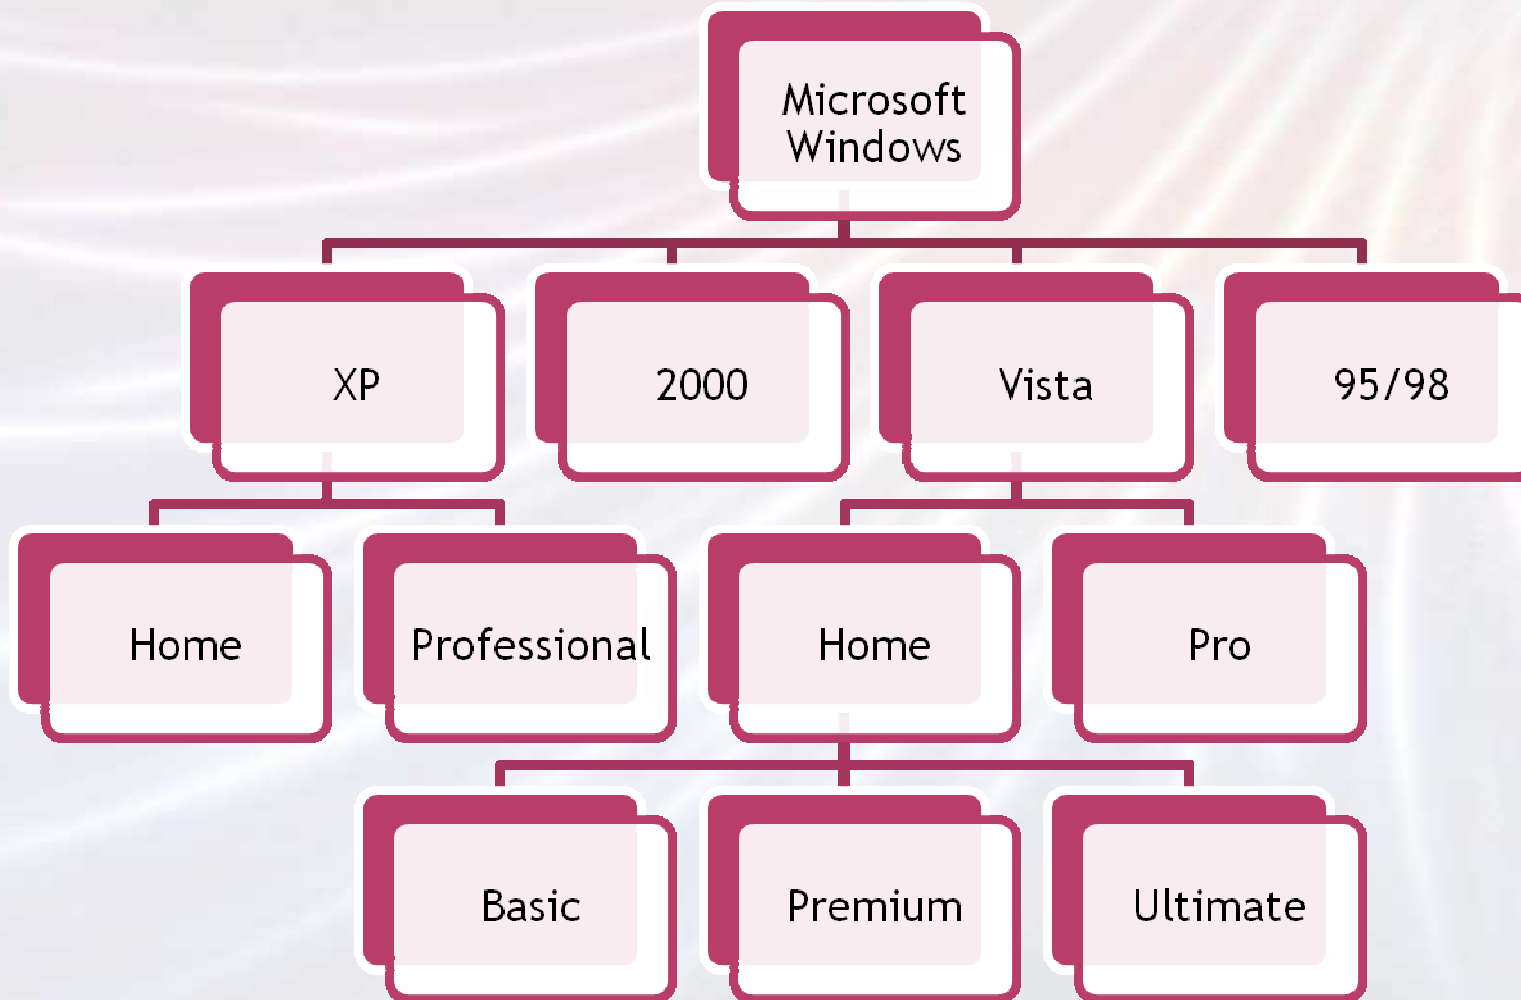 Microsoft
Windows
XP
2000
Vista
95/98
Home
Professional
Home
Pro
Basic
Premium
Ultimate